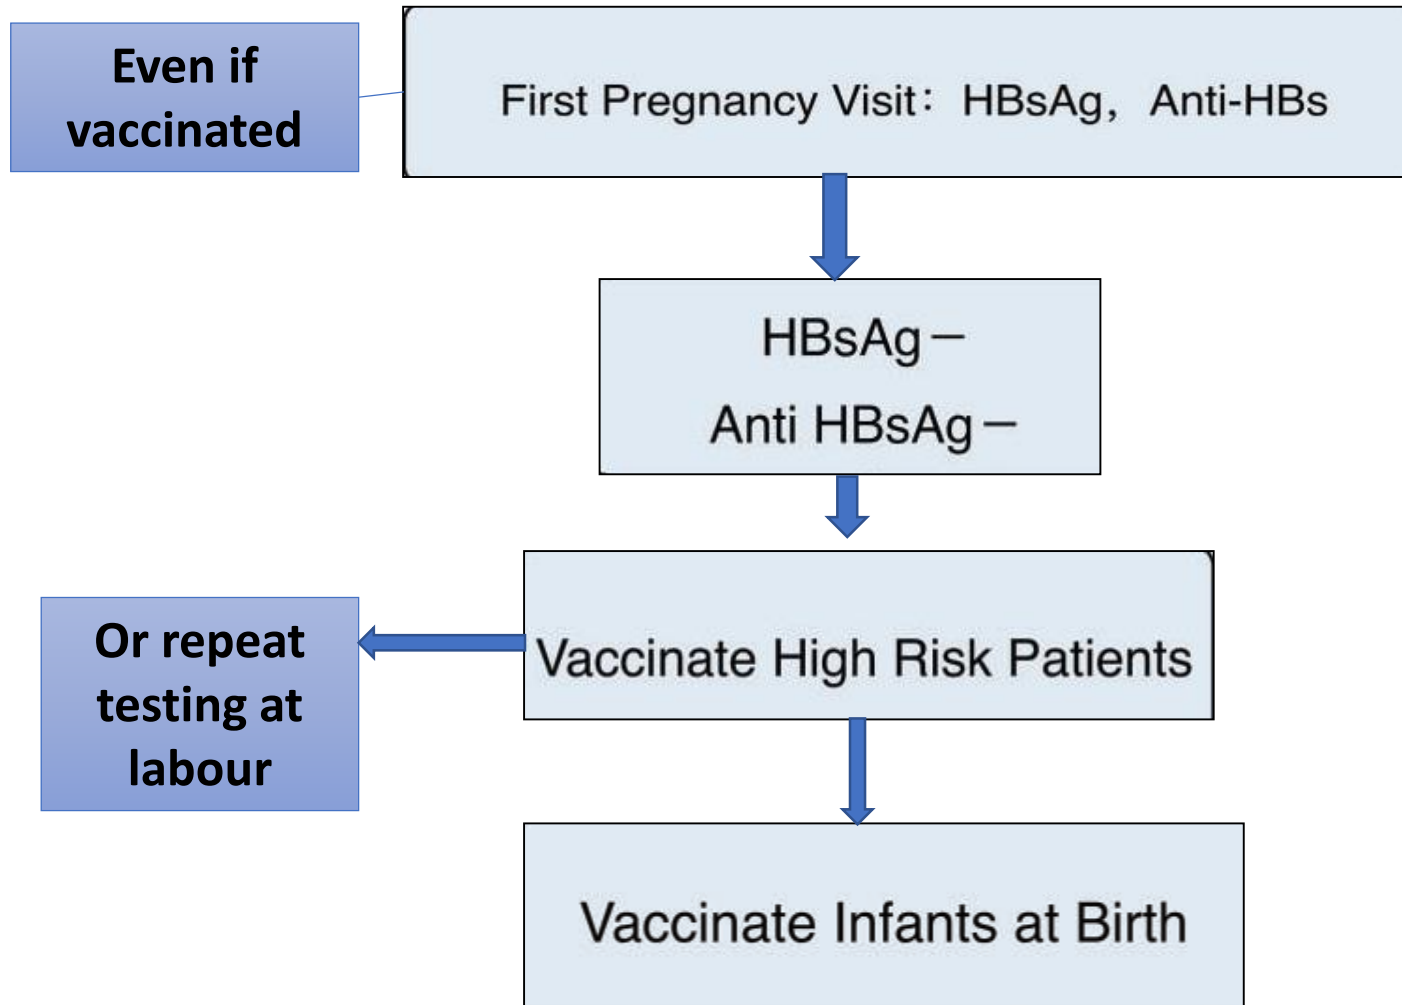 Even if
vaccinated
First Pregnancy Visit: HBsAg, Anti-HBs
HBsAg –
Anti HBsAg –
Vaccinate High Risk Patients
Or repeat
testing at
labour
Vaccinate Infants at Birth